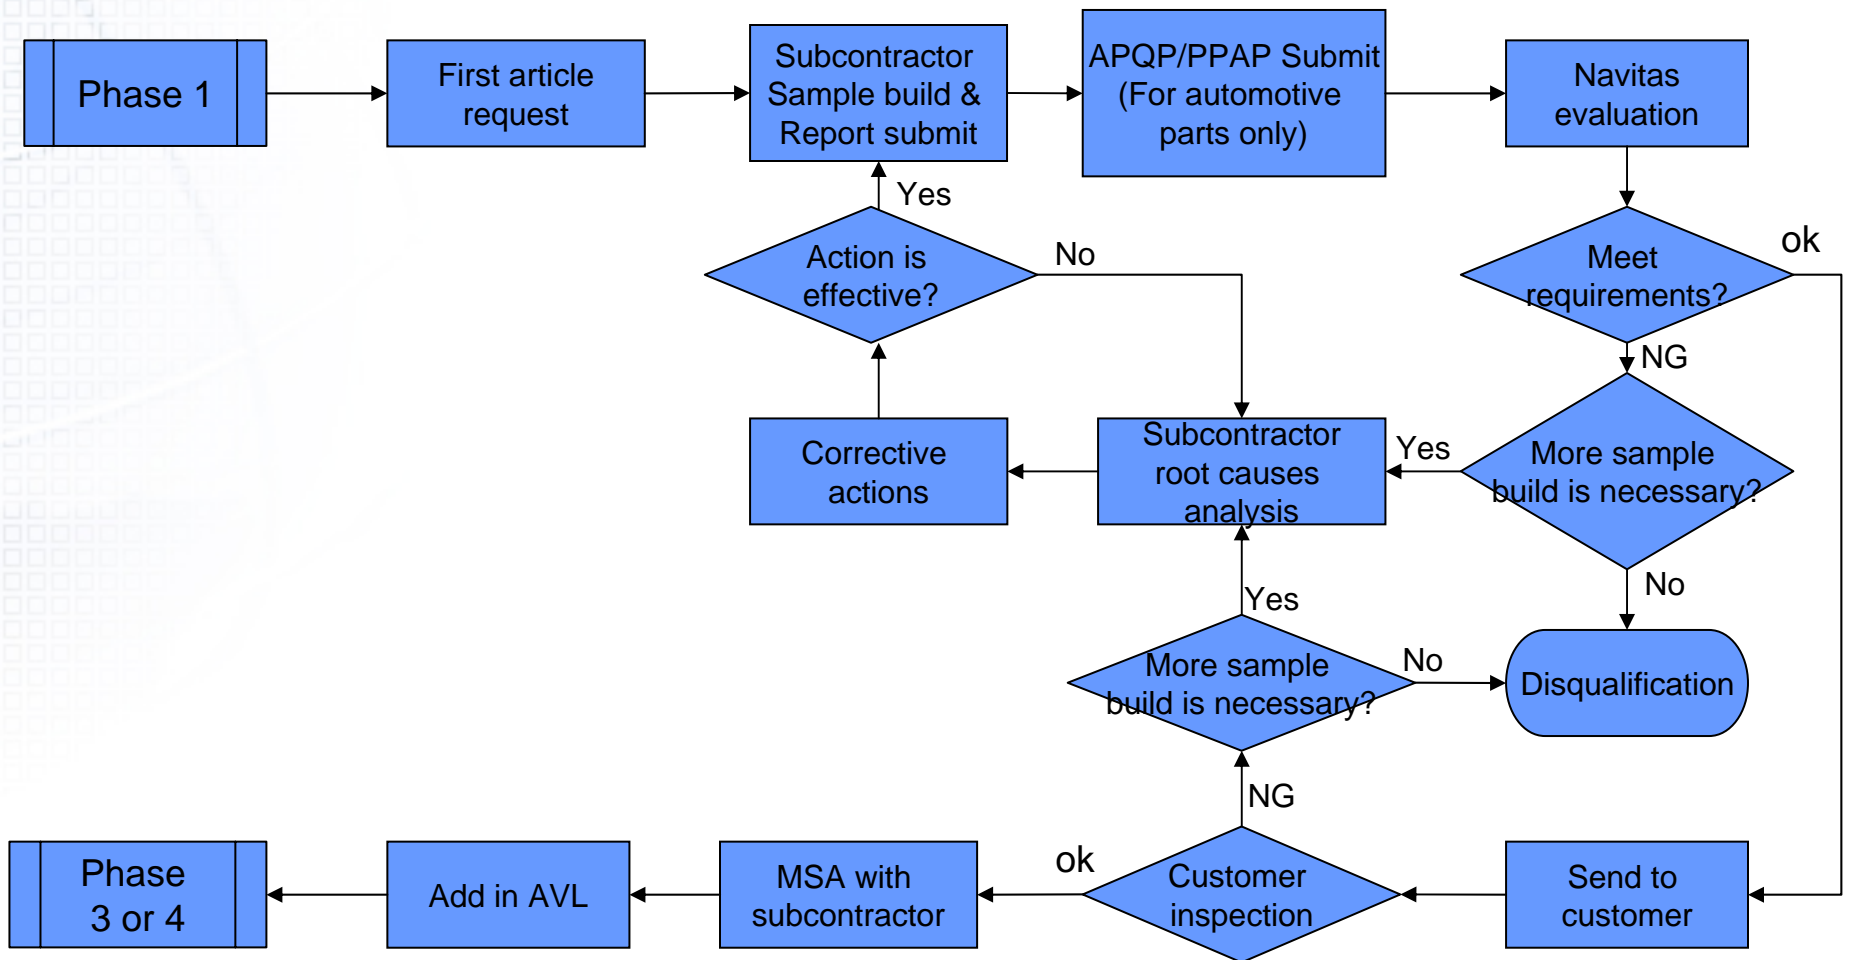 Phase 1
First article
request
Subcontractor
Sample build &
Report submit
APQP/PPAP Submit
(For automotive
parts only)
Navitas
evaluation
Yes
Action is
effective?
No
Meet
requirements?
ok
NG
Corrective
actions
Subcontractor
root causes
analysis
Yes
More sample
build is necessary?
No
Yes
More sample
build is necessary?
No
Disqualification
NG
Phase
3 or 4
Add in AVL
MSA with
subcontractor
ok
Customer
inspection
Send to
customer